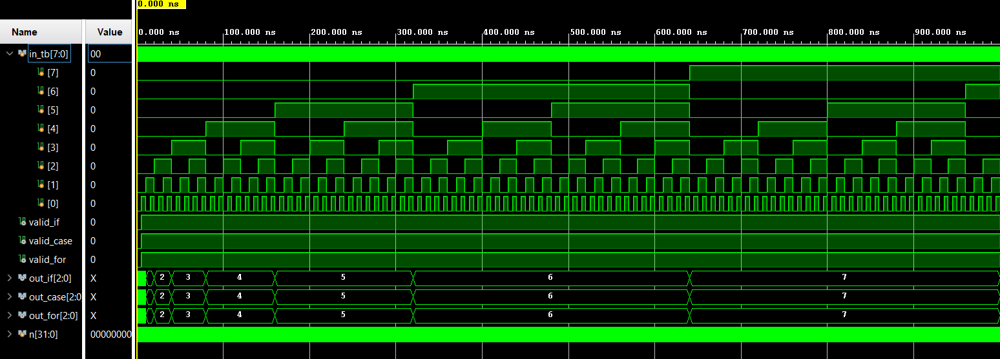 0.000 ns
Name Value 0.000 ns 100.000 ns 200.000 ns 300.000 ns 400.000 ns 500.000 ns 600.000 ns 700.000 ns 800.000 ns 900.000 ns
in_tb[7:0] 00
[7] 0
[6] 0
[5] 0
[4] 0
[3] 0
[2] 0
[1] 0
[0] 0
valid_if 0
valid_case 0
valid_for 0
out_if[2:0] X 2 3 4 5 6 7
out_case[2:0 X 2 3 4 5 6 7
out_for[2:0] X 2 3 4 5 6 7
n[31:0] 00000000